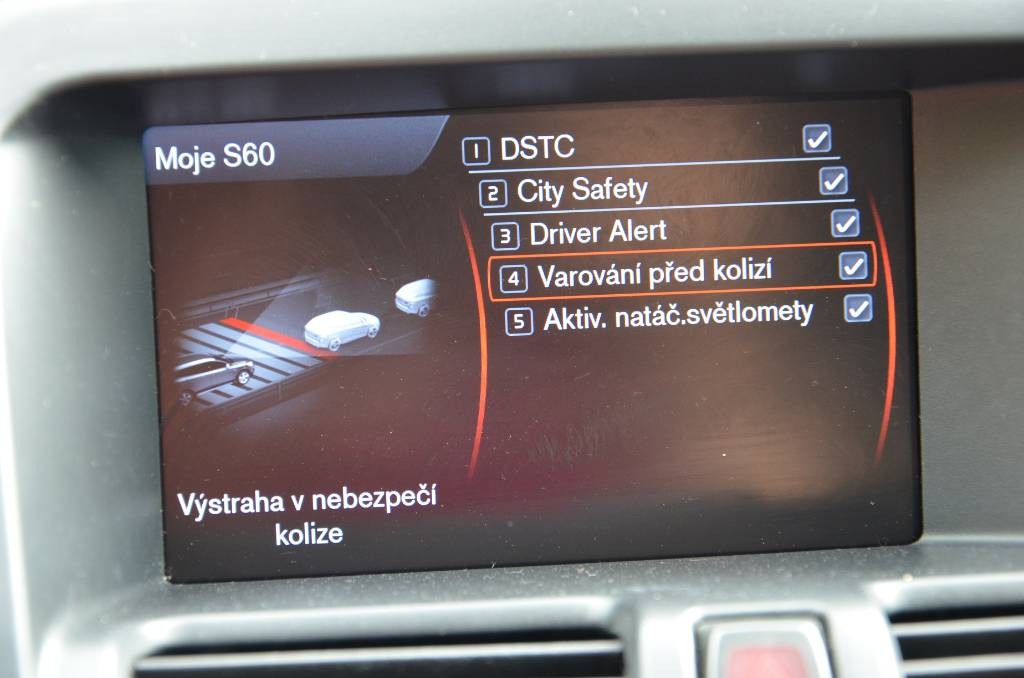 Moje S60
1 DSTC
2 City Safety
3 Driver Alert
4 Varování před kolizí
5 Aktiv. natáč.světlomety
Výstraha v nebezpečí
kolize